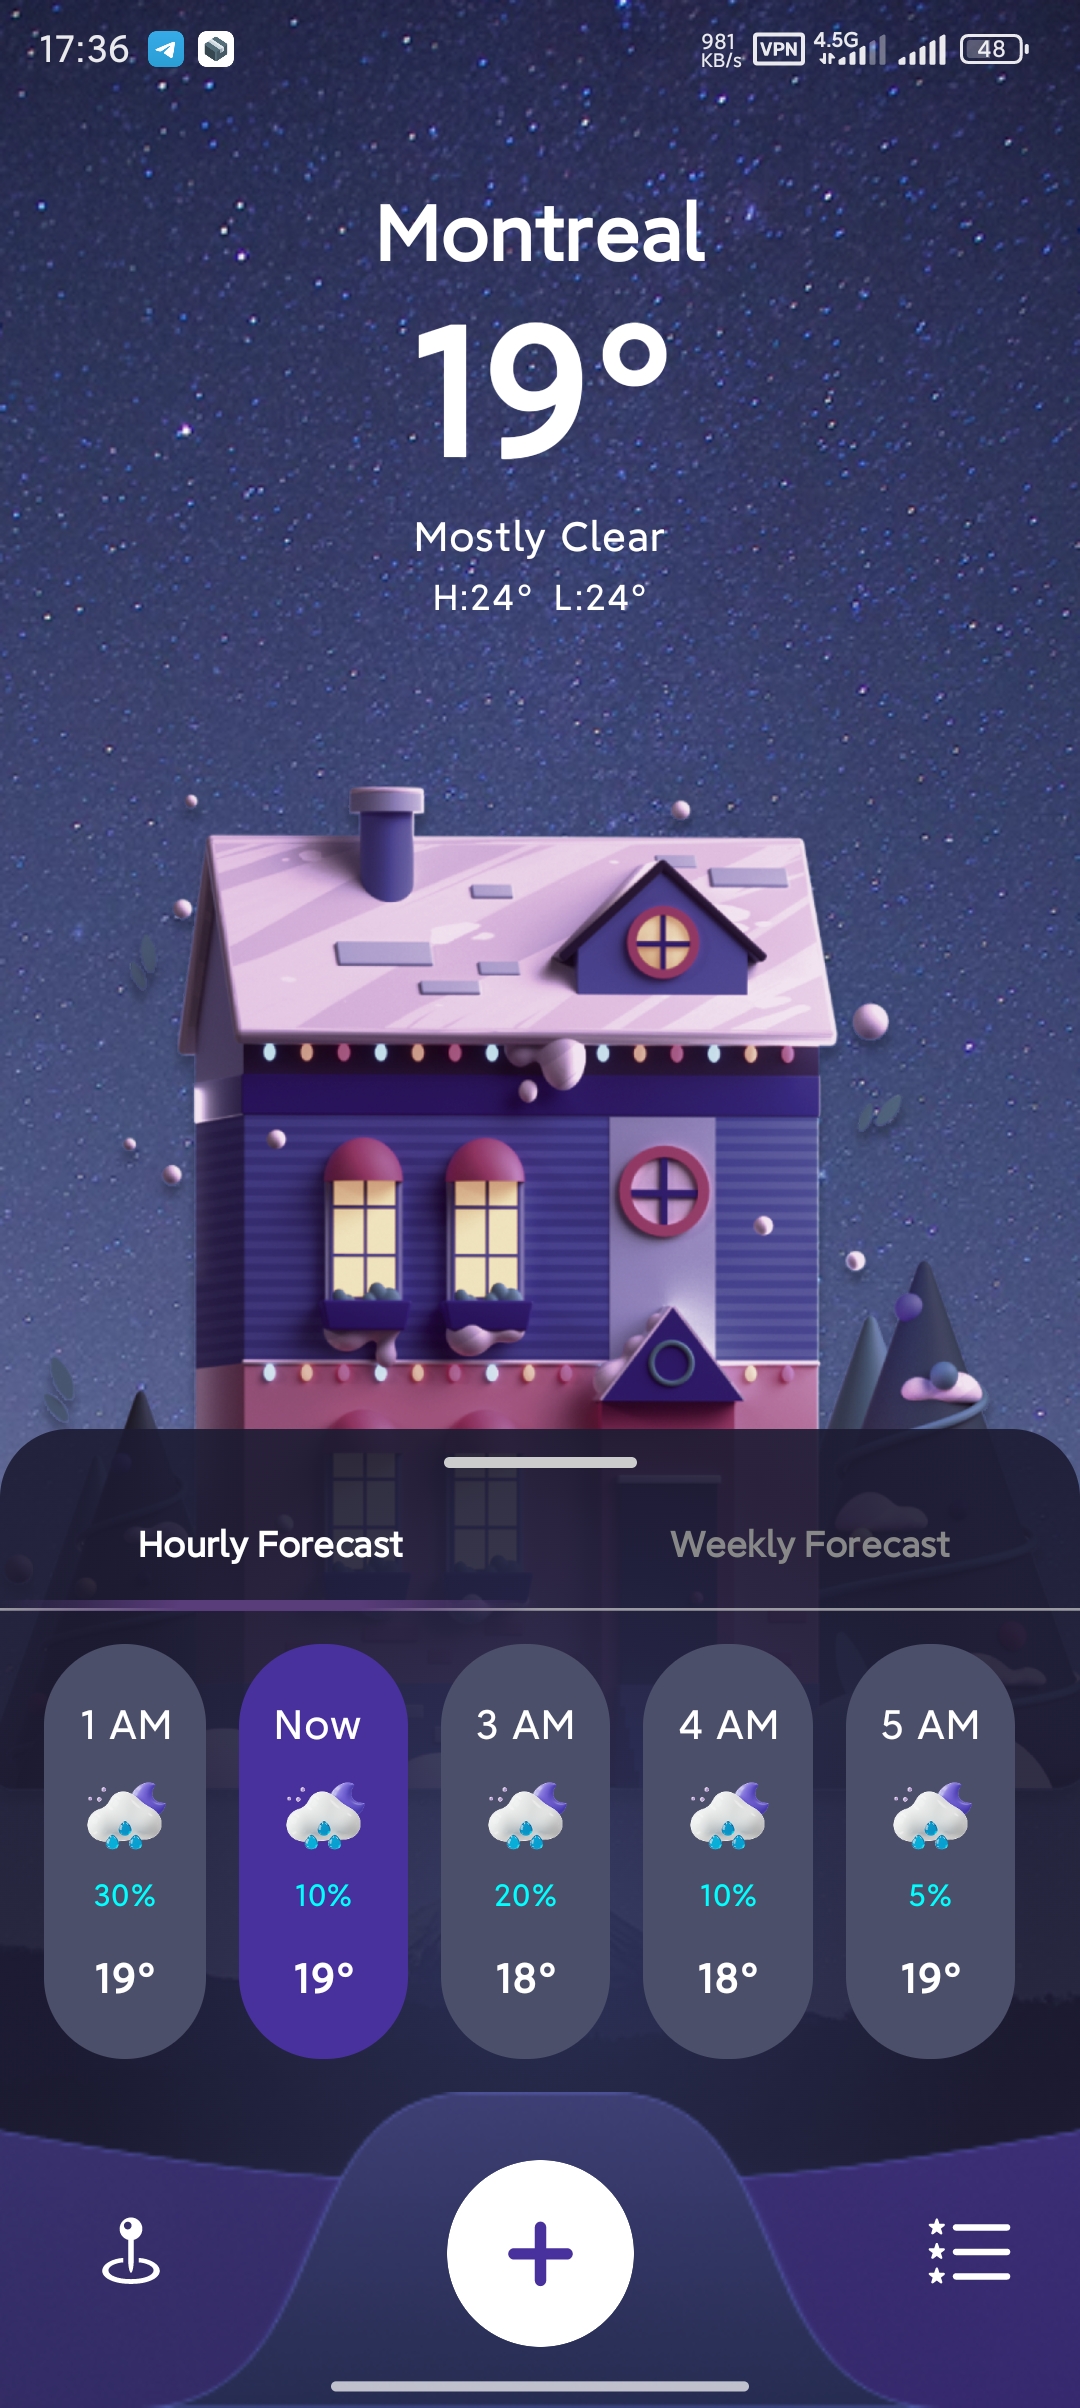 17:36 981 KB/s VPN 4.5G 48
Montreal
19°
Mostly Clear
H:24° L:24°
Hourly Forecast Weekly Forecast
1 AM Now 3 AM 4 AM 5 AM
30% 10% 20% 10% 5%
19° 19° 18° 18° 19°